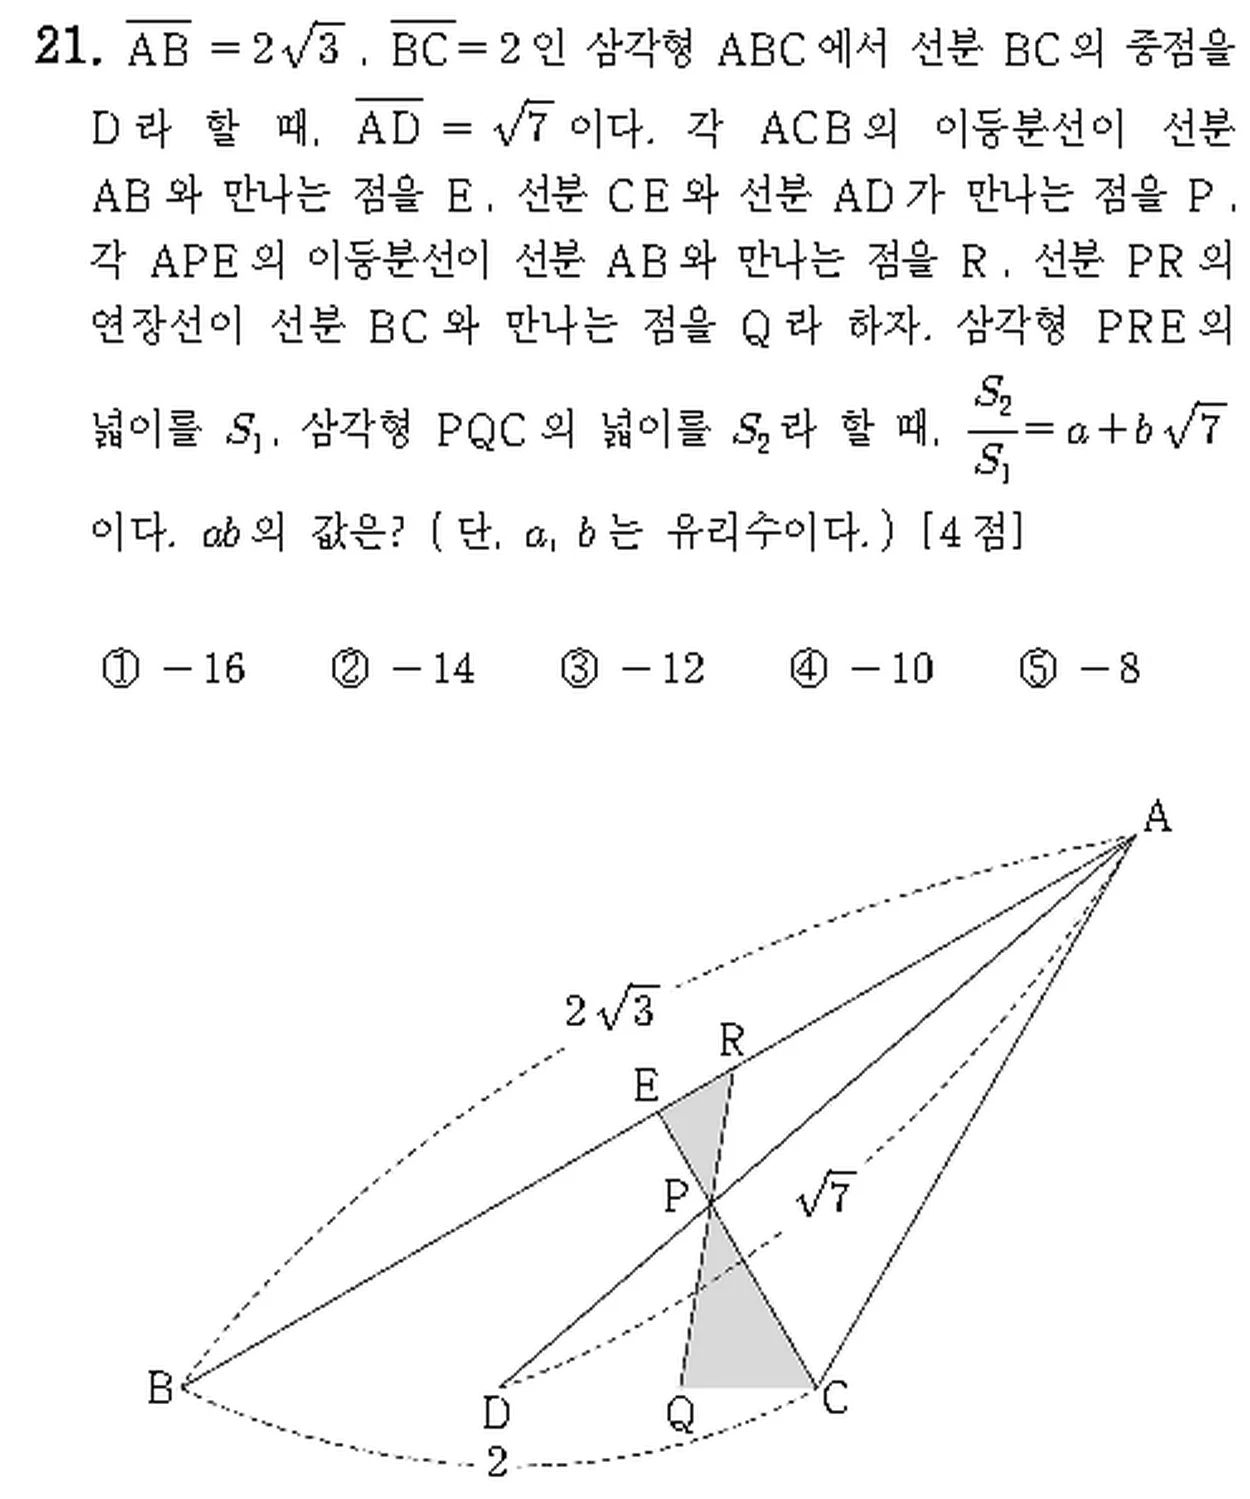 21. AB = 2√3, BC = 2인 삼각형 ABC에서 선분 BC의 중점을
D라 할 때, AD = √7이다. 각 ACB의 이등분선이 선분
AB와 만나는 점을 E, 선분 CE와 선분 AD가 만나는 점을 P,
각 APE의 이등분선이 선분 AB와 만나는 점을 R, 선분 PR의
연장선이 선분 BC와 만나는 점을 Q라 하자. 삼각형 PRE의
넓이를 S₁, 삼각형 PQC의 넓이를 S₂라 할 때, S₂/S₁ = a+b√7
이다. ab의 값은? (단, a, b는 유리수이다.) [4점]
① -16 ② -14 ③ -12 ④ -10 ⑤ -8
A
2√3
R
E
P
√7
B
D
Q
C
2